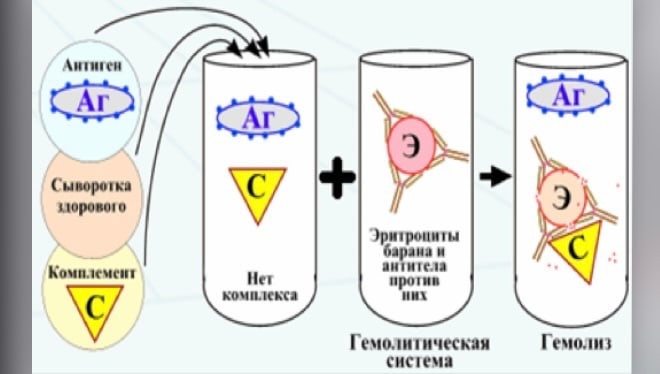 Антиген
Аг
Сыворотка
здорового
Комплемент
С
Аг
С
Нет
комплекса
Э
Эритроциты
барана и
антитела
против
них
Гемолитическая
система
Аг
Э
С
Гемолиз